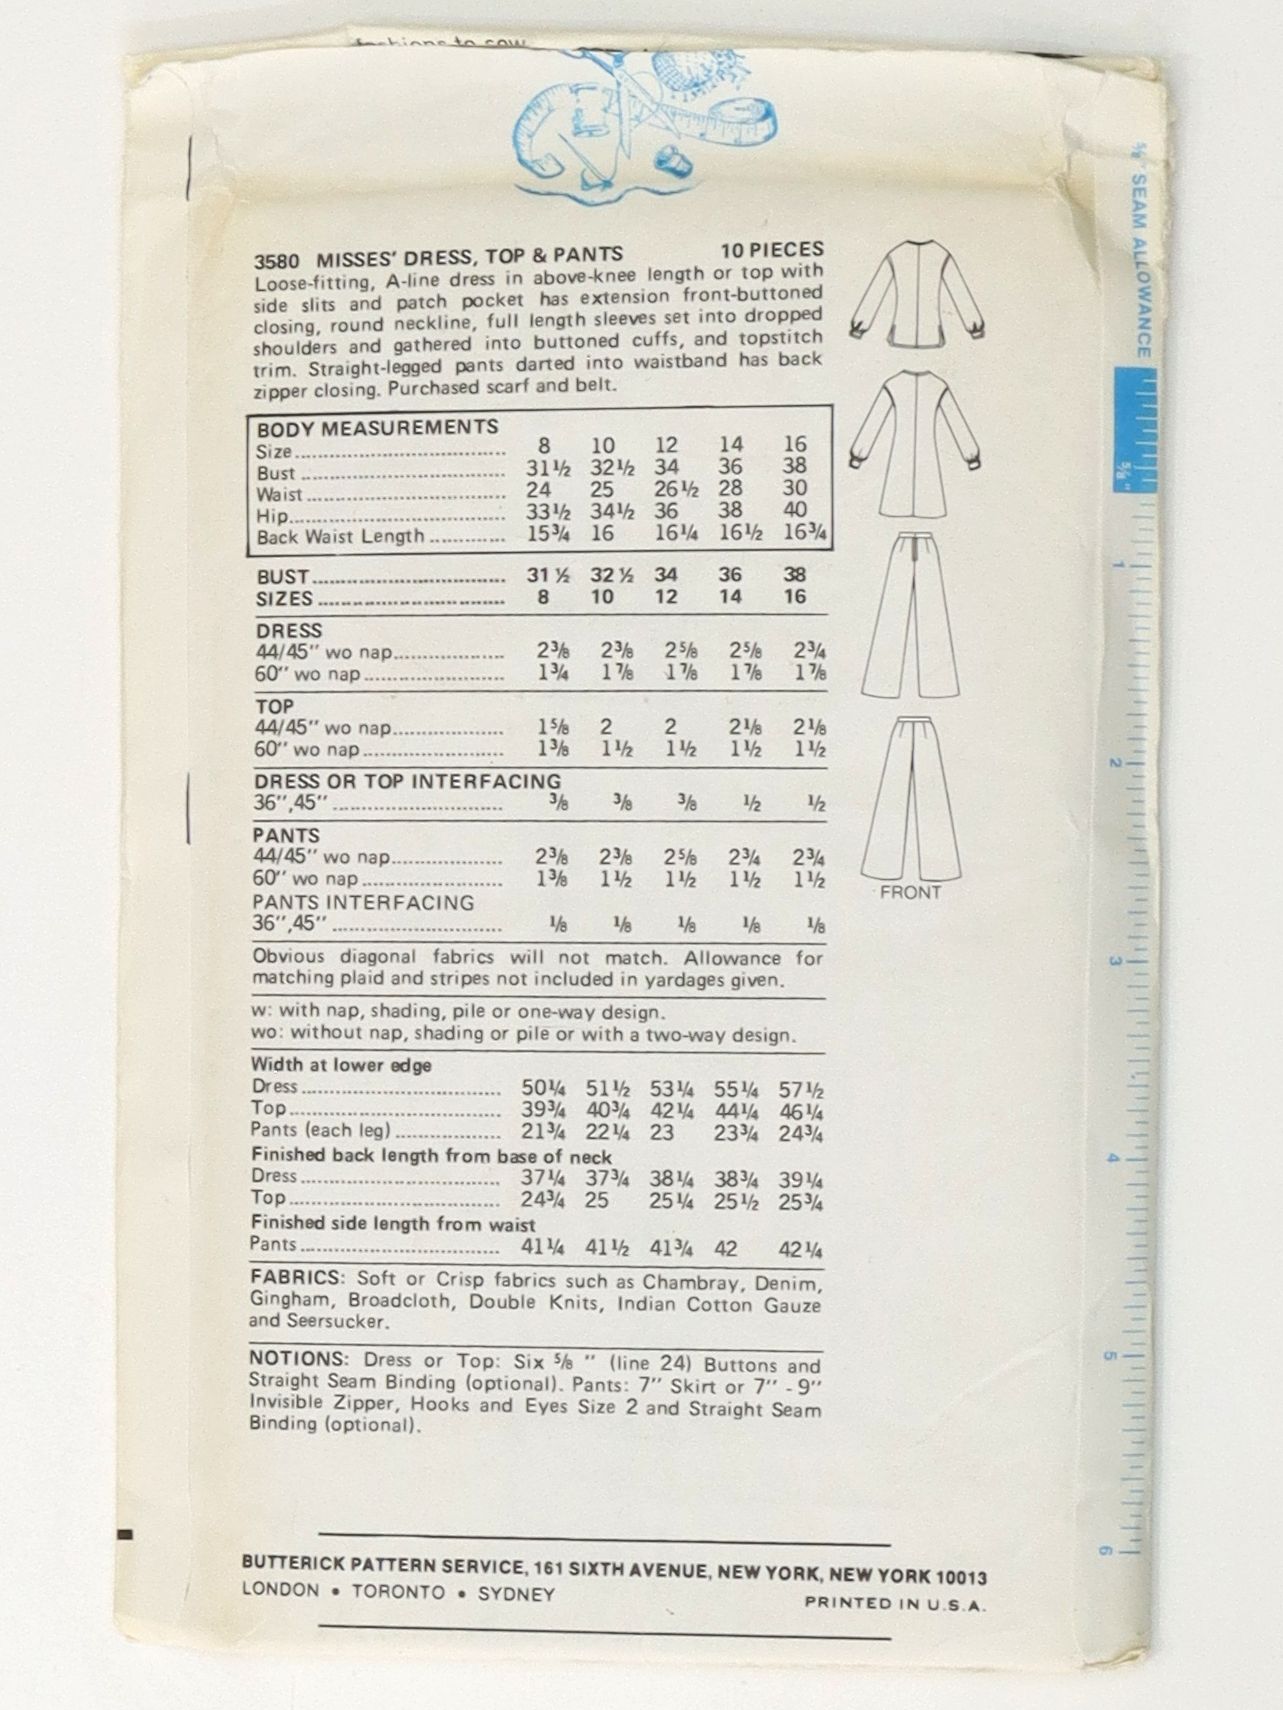 fashions to sew
⅝" SEAM ALLOWANCE
3580 MISSES' DRESS, TOP & PANTS 10 PIECES
Loose-fitting, A-line dress in above-knee length or top with
side slits and patch pocket has extension front-buttoned
closing, round neckline, full length sleeves set into dropped
shoulders and gathered into buttoned cuffs, and topstitch
trim. Straight-legged pants darted into waistband has back
zipper closing. Purchased scarf and belt.
BODY MEASUREMENTS
Size 8 10 12 14 16
Bust 31½ 32½ 34 36 38
Waist 24 25 26½ 28 30
Hip 33½ 34½ 36 38 40
Back Waist Length 15¾ 16 16¼ 16½ 16¾
BUST 31 ½ 32 ½ 34 36 38
SIZES 8 10 12 14 16
DRESS
44/45" wo nap 2⅜ 2⅜ 2⅝ 2⅝ 2¾
60" wo nap 1¾ 1⅞ 1⅞ 1⅞ 1⅞
TOP
44/45" wo nap 1⅝ 2 2 2⅛ 2⅛
60" wo nap 1⅜ 1½ 1½ 1½ 1½
DRESS OR TOP INTERFACING
36",45" ⅜ ⅜ ⅜ ½ ½
PANTS
44/45" wo nap 2⅜ 2⅜ 2⅝ 2¾ 2¾
60" wo nap 1⅜ 1½ 1½ 1½ 1½
PANTS INTERFACING
36",45" ⅛ ⅛ ⅛ ⅛ ⅛
Obvious diagonal fabrics will not match. Allowance for
matching plaid and stripes not included in yardages given.
w: with nap, shading, pile or one-way design.
wo: without nap, shading or pile or with a two-way design.
Width at lower edge
Dress 50¼ 51½ 53¼ 55¼ 57½
Top 39¾ 40¾ 42¼ 44¼ 46¼
Pants (each leg) 21¾ 22¼ 23 23¾ 24¾
Finished back length from base of neck
Dress 37¼ 37¾ 38¼ 38¾ 39¼
Top 24¾ 25 25¼ 25½ 25¾
Finished side length from waist
Pants 41¼ 41½ 41¾ 42 42¼
FABRICS: Soft or Crisp fabrics such as Chambray, Denim,
Gingham, Broadcloth, Double Knits, Indian Cotton Gauze
and Seersucker.
NOTIONS: Dress or Top: Six ⅝ " (line 24) Buttons and
Straight Seam Binding (optional). Pants: 7" Skirt or 7" - 9"
Invisible Zipper, Hooks and Eyes Size 2 and Straight Seam
Binding (optional).
FRONT
⅝"
1
2
3
4
5
6
BUTTERICK PATTERN SERVICE, 161 SIXTH AVENUE, NEW YORK, NEW YORK 10013
LONDON • TORONTO • SYDNEY PRINTED IN U.S.A.